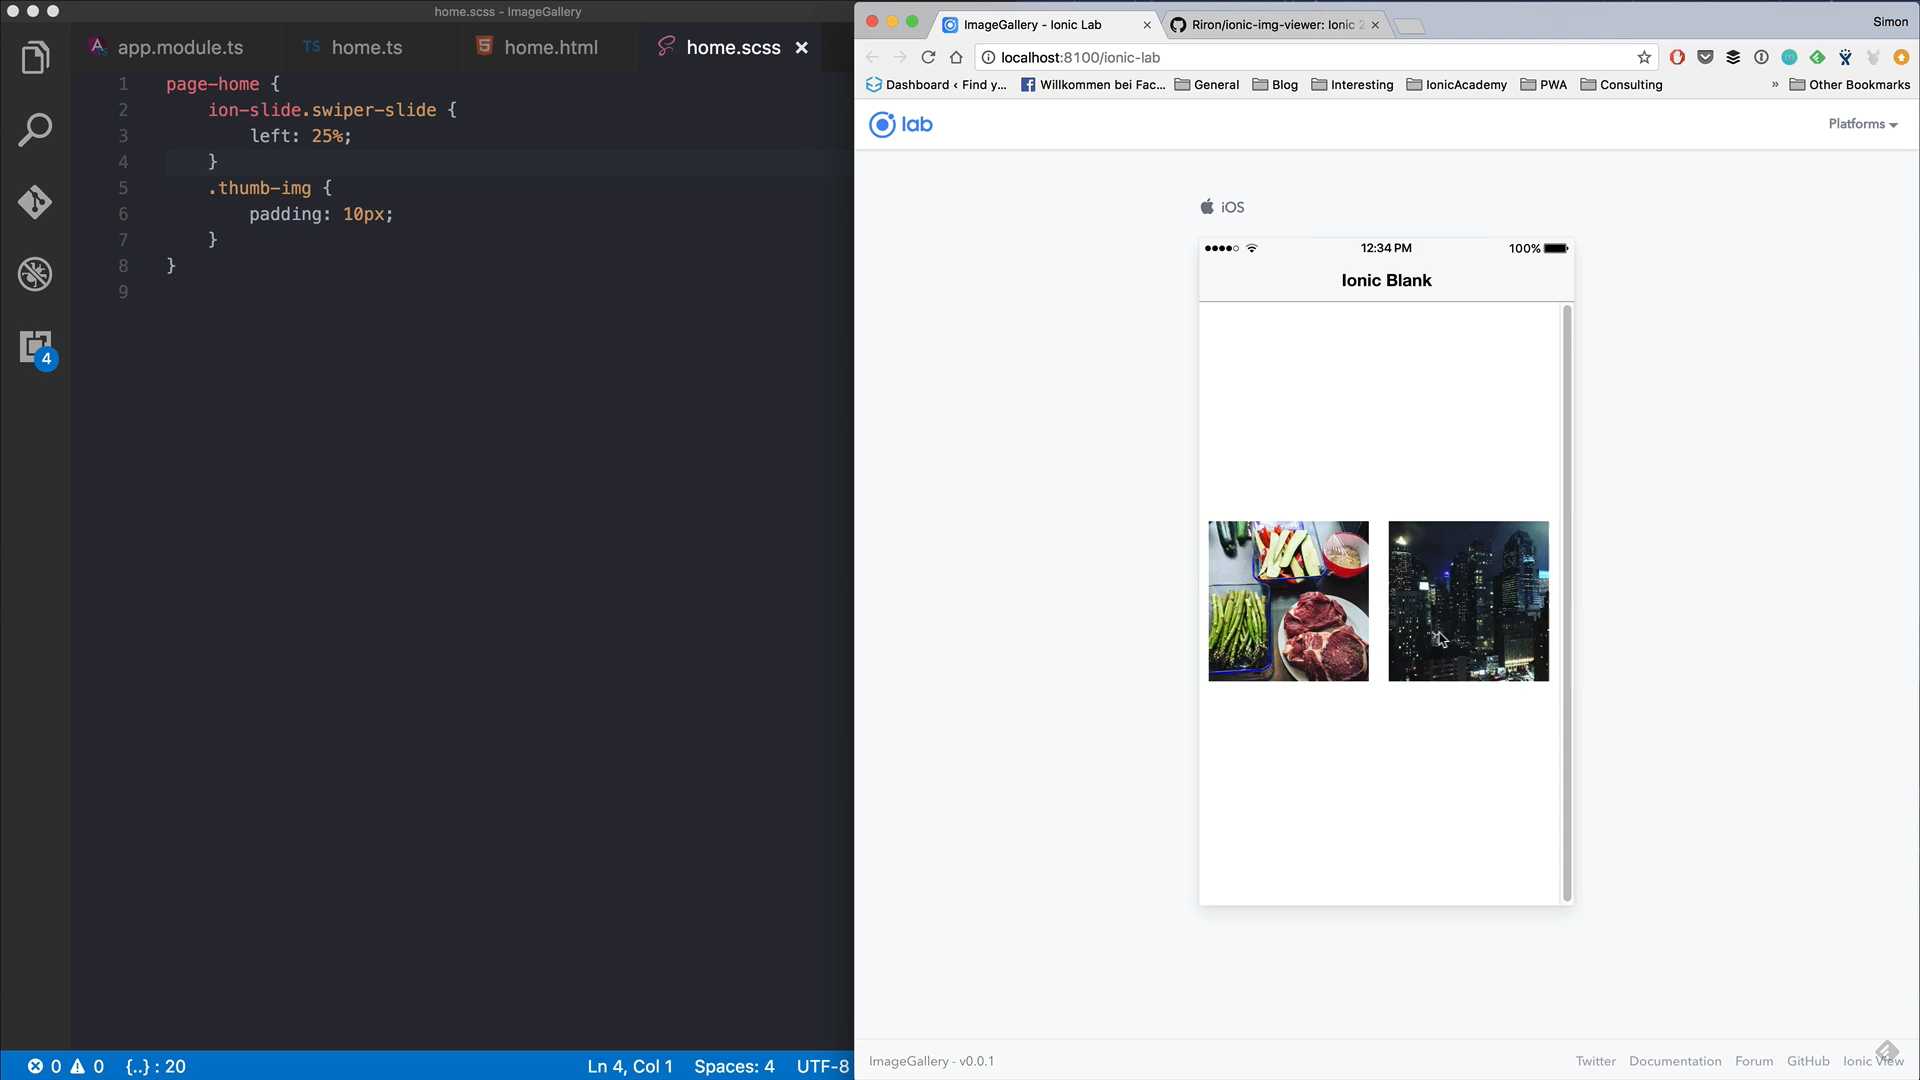 home.scss - ImageGallery
app.module.ts
TS home.ts
home.html
home.scss
1 page-home {
2 ion-slide.swiper-slide {
3 left: 25%;
4 }
5 .thumb-img {
6 padding: 10px;
7 }
8 }
9
4
0 0 {..} : 20
Ln 4, Col 1 Spaces: 4 UTF-8
ImageGallery - Ionic Lab
Riron/ionic-img-viewer: Ionic 2
Simon
localhost:8100/ionic-lab
Dashboard ‹ Find y... Willkommen bei Fac... General Blog Interesting IonicAcademy PWA Consulting » Other Bookmarks
lab
Platforms
iOS
12:34 PM 100%
Ionic Blank
ImageGallery - v0.0.1
Twitter Documentation Forum GitHub Ionic View